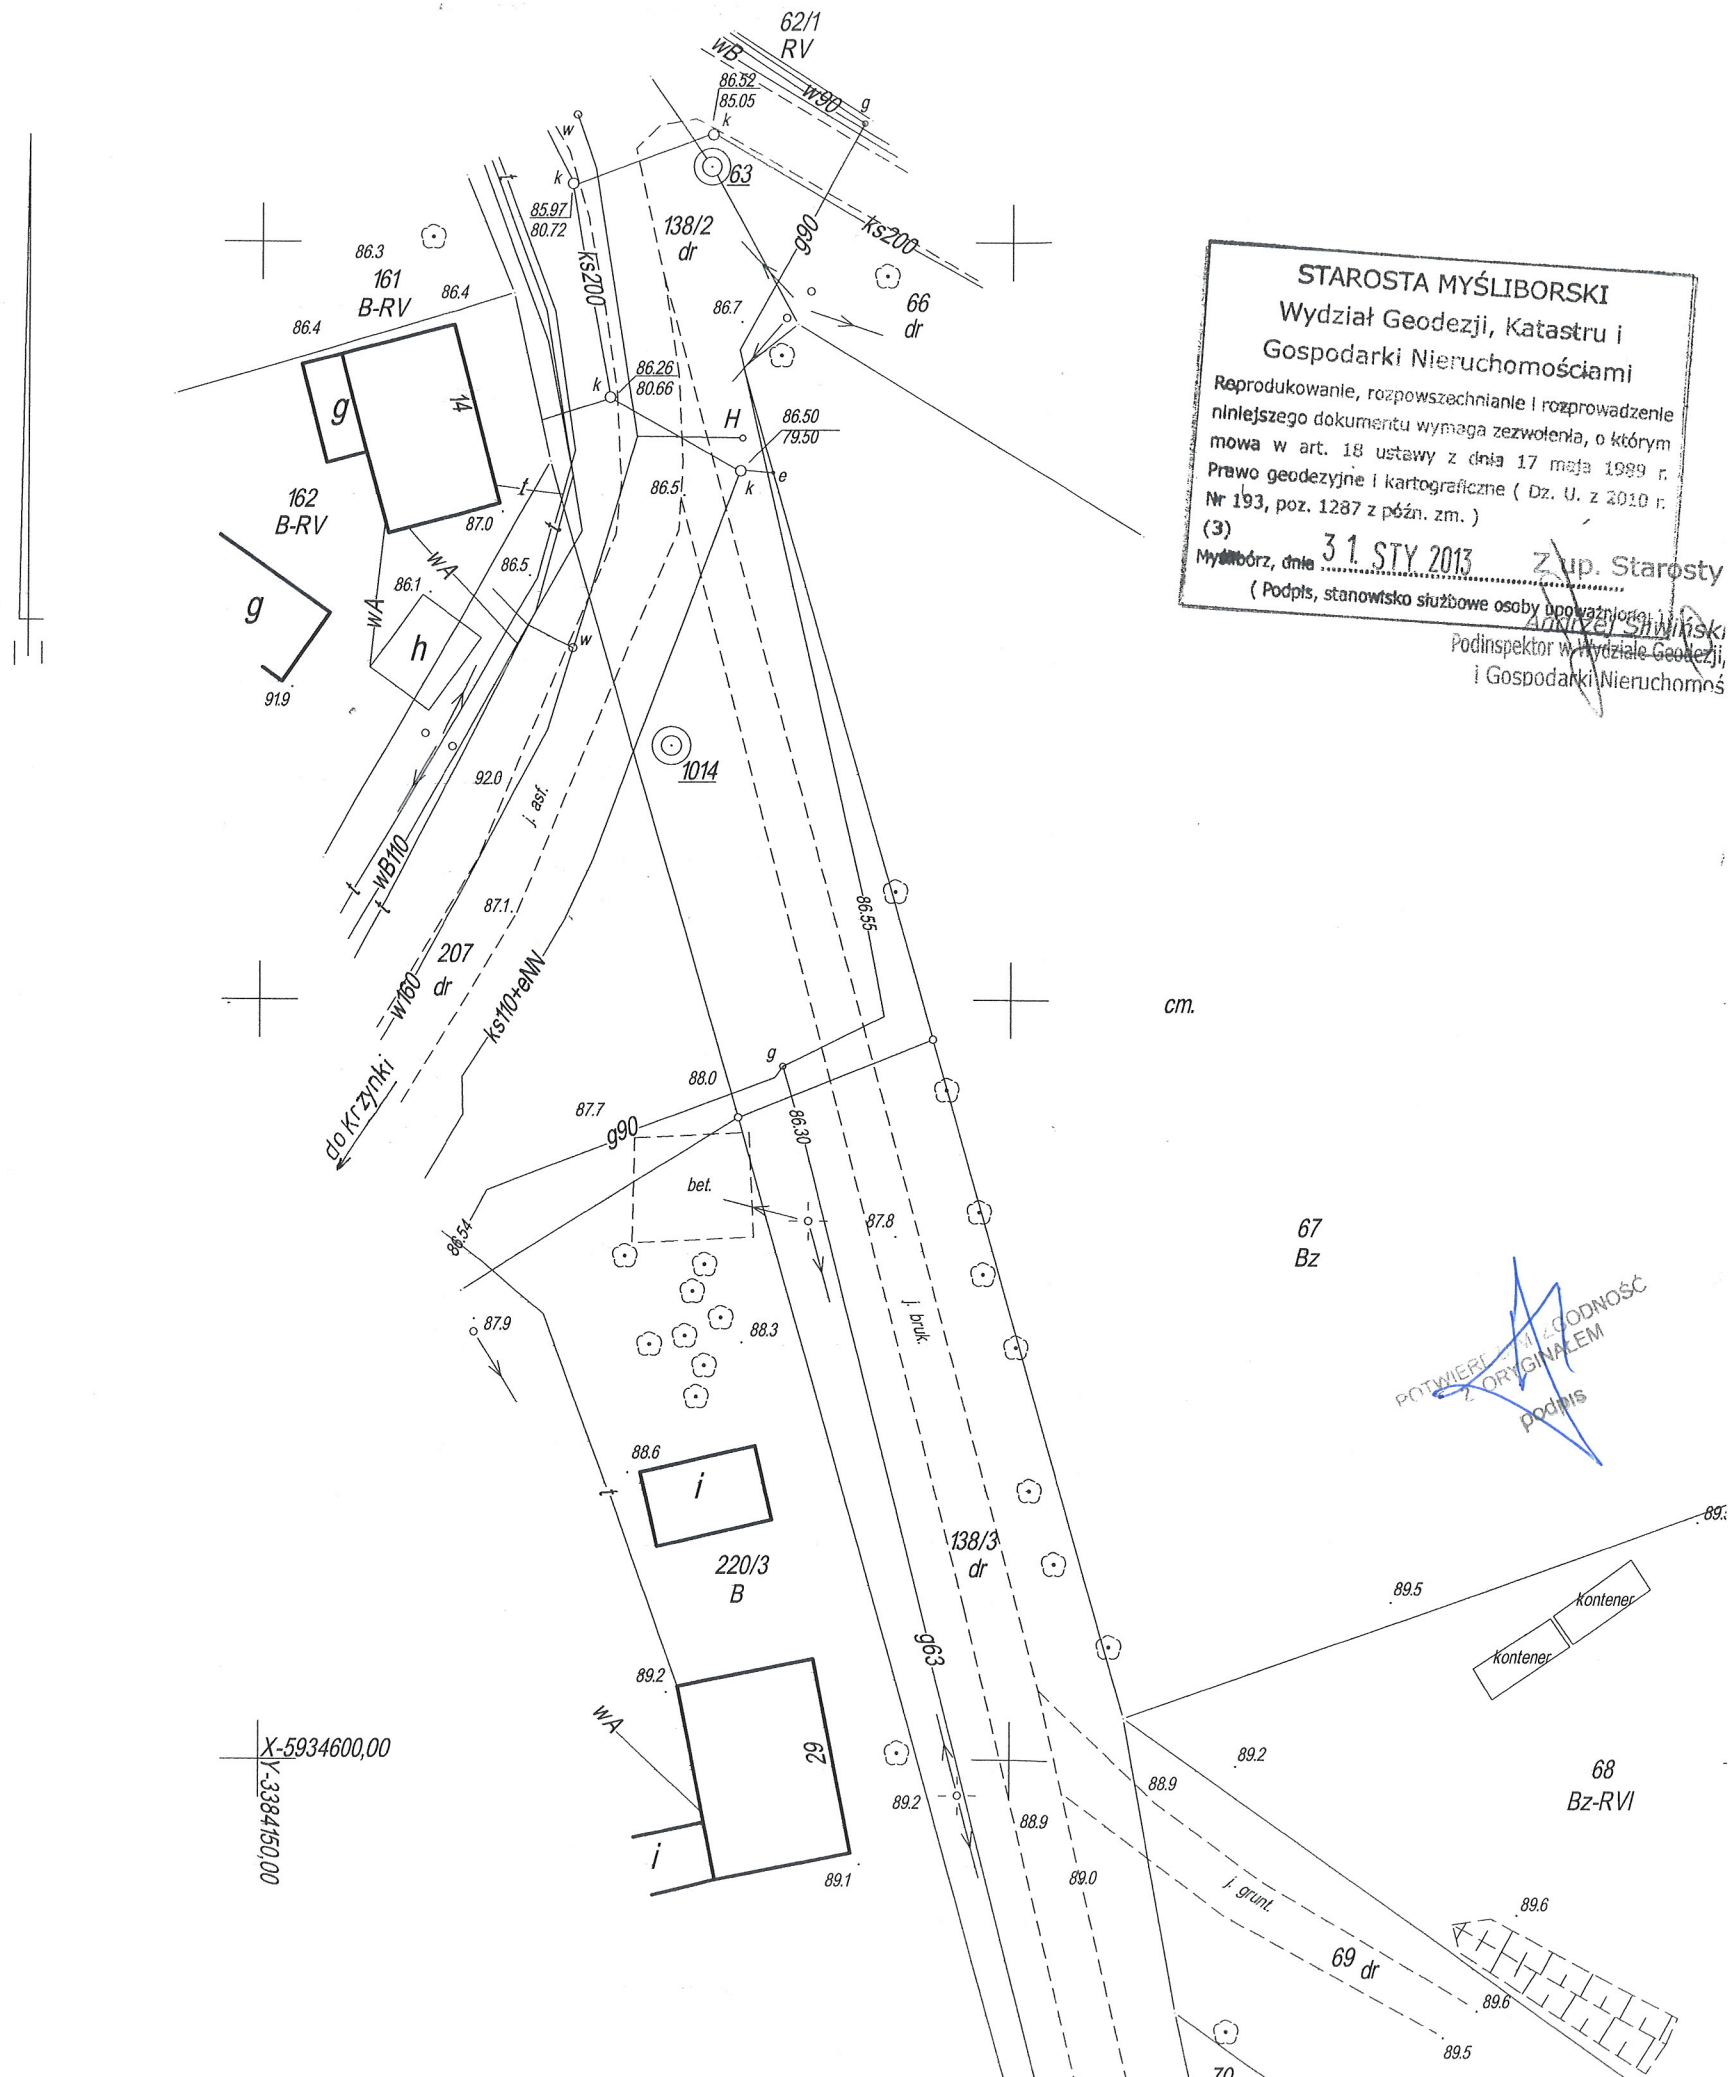 62/1
RV
wB
w90
g
86.52
85.05
k
63
w
k
t
85.97
80.72
138/2
dr
g90
ks200
ks200
86.3
161
B-RV
86.4
86.4
86.7
66
dr
STAROSTA MYŚLIBORSKI
Wydział Geodezji, Katastru i
Gospodarki Nieruchomościami
Reprodukowanie, rozpowszechnianie i rozprowadzenie
niniejszego dokumentu wymaga zezwolenia, o którym
mowa w art. 18 ustawy z dnia 17 maja 1989 r.
Prawo geodezyjne i kartograficzne ( Dz. U. z 2010 r.
Nr 193, poz. 1287 z późn. zm. )
(3)
Myślibórz, dnia 31. STY. 2013
( Podpis, stanowisko służbowe osoby upoważnionej )
Z up. Starosty
Andrzej Śliwiński
Podinspektor w Wydziale Geodezji,
i Gospodarki Nieruchomoś
k
86.26
80.66
g
14
H
86.50
79.50
k
e
86.5
162
B-RV
87.0
t
t
wA
86.5
86.1
wA
g
h
w
91.9
1014
92.0
j. asf.
wB110
t
t
87.1
86.55
207
dr
w160
ks110+eNN
cm.
do Krzynki
g
88.0
87.7
g90
86.30
bet.
87.8
86.54
67
Bz
87.9
88.3
j. bruk.
ZGODNOŚĆ
Z ORYGINAŁEM
podpis
88.6
i
t
220/3
B
138/3
dr
89.5
kontener
kontener
g63
89.2
wA
29
X-5934600,00
Y-3384150,00
89.2
88.9
68
Bz-RVI
89.2
88.9
i
89.1
89.0
j. grunt.
89.6
69 dr
89.6
89.5
70